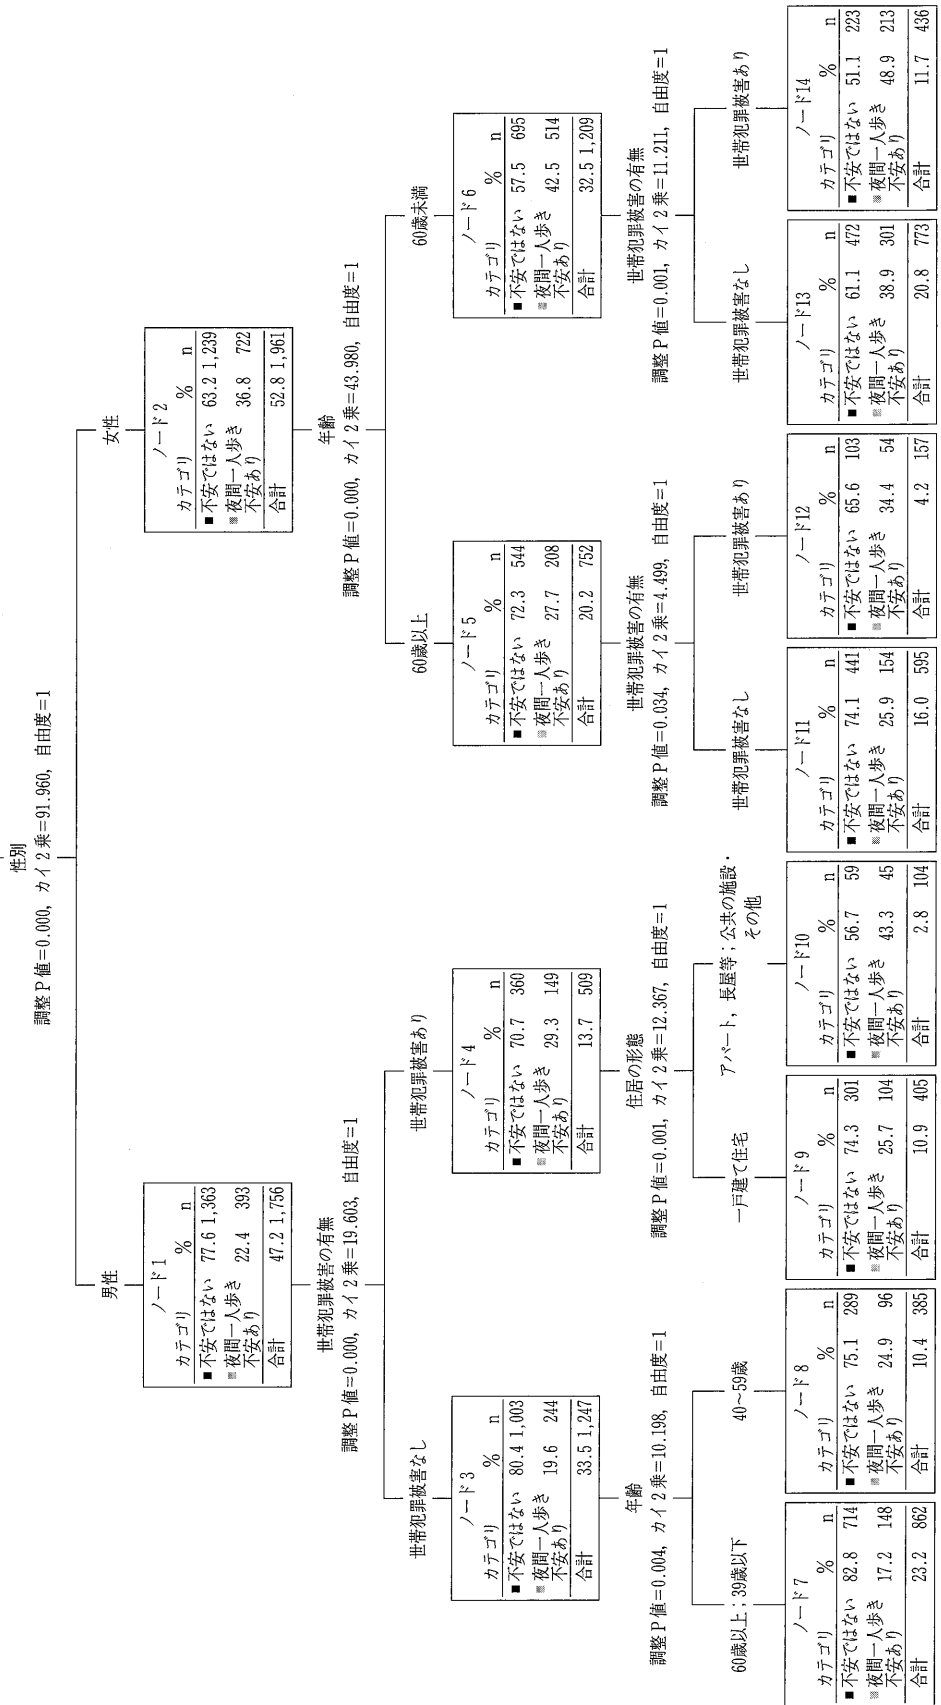 性別
調整P値=0.000, カイ2乗=91.960, 自由度=1
男性
女性
ノード1
カテゴリ % n
■不安ではない 77.6 1,363
夜間一人歩き 22.4 393
不安あり
合計 47.2 1,756
ノード2
カテゴリ % n
■不安ではない 63.2 1,239
夜間一人歩き 36.8 722
不安あり
合計 52.8 1,961
世帯犯罪被害の有無
調整P値=0.000, カイ2乗=19.603, 自由度=1
年齢
調整P値=0.000, カイ2乗=43.980, 自由度=1
世帯犯罪被害なし
世帯犯罪被害あり
60歳以上
60歳未満
ノード3
カテゴリ % n
■不安ではない 80.4 1,003
夜間一人歩き 19.6 244
不安あり
合計 33.5 1,247
ノード4
カテゴリ % n
■不安ではない 70.7 360
夜間一人歩き 29.3 149
不安あり
合計 13.7 509
ノード5
カテゴリ % n
■不安ではない 72.3 544
夜間一人歩き 27.7 208
不安あり
合計 20.2 752
ノード6
カテゴリ % n
■不安ではない 57.5 695
夜間一人歩き 42.5 514
不安あり
合計 32.5 1,209
年齢
調整P値=0.004, カイ2乗=10.198, 自由度=1
住居の形態
調整P値=0.001, カイ2乗=12.367, 自由度=1
世帯犯罪被害の有無
調整P値=0.034, カイ2乗=4.499, 自由度=1
世帯犯罪被害の有無
調整P値=0.001, カイ2乗=11.211, 自由度=1
60歳以上;39歳以下
40~59歳
一戸建て住宅
アパート, 長屋等;公共の施設・
その他
世帯犯罪被害なし
世帯犯罪被害あり
世帯犯罪被害なし
世帯犯罪被害あり
ノード7
カテゴリ % n
■不安ではない 82.8 714
夜間一人歩き 17.2 148
不安あり
合計 23.2 862
ノード8
カテゴリ % n
■不安ではない 75.1 289
夜間一人歩き 24.9 96
不安あり
合計 10.4 385
ノード9
カテゴリ % n
■不安ではない 74.3 301
夜間一人歩き 25.7 104
不安あり
合計 10.9 405
ノード10
カテゴリ % n
■不安ではない 56.7 59
夜間一人歩き 43.3 45
不安あり
合計 2.8 104
ノード11
カテゴリ % n
■不安ではない 74.1 441
夜間一人歩き 25.9 154
不安あり
合計 16.0 595
ノード12
カテゴリ % n
■不安ではない 65.6 103
夜間一人歩き 34.4 54
不安あり
合計 4.2 157
ノード13
カテゴリ % n
■不安ではない 61.1 472
夜間一人歩き 38.9 301
不安あり
合計 20.8 773
ノード14
カテゴリ % n
■不安ではない 51.1 223
夜間一人歩き 48.9 213
不安あり
合計 11.7 436